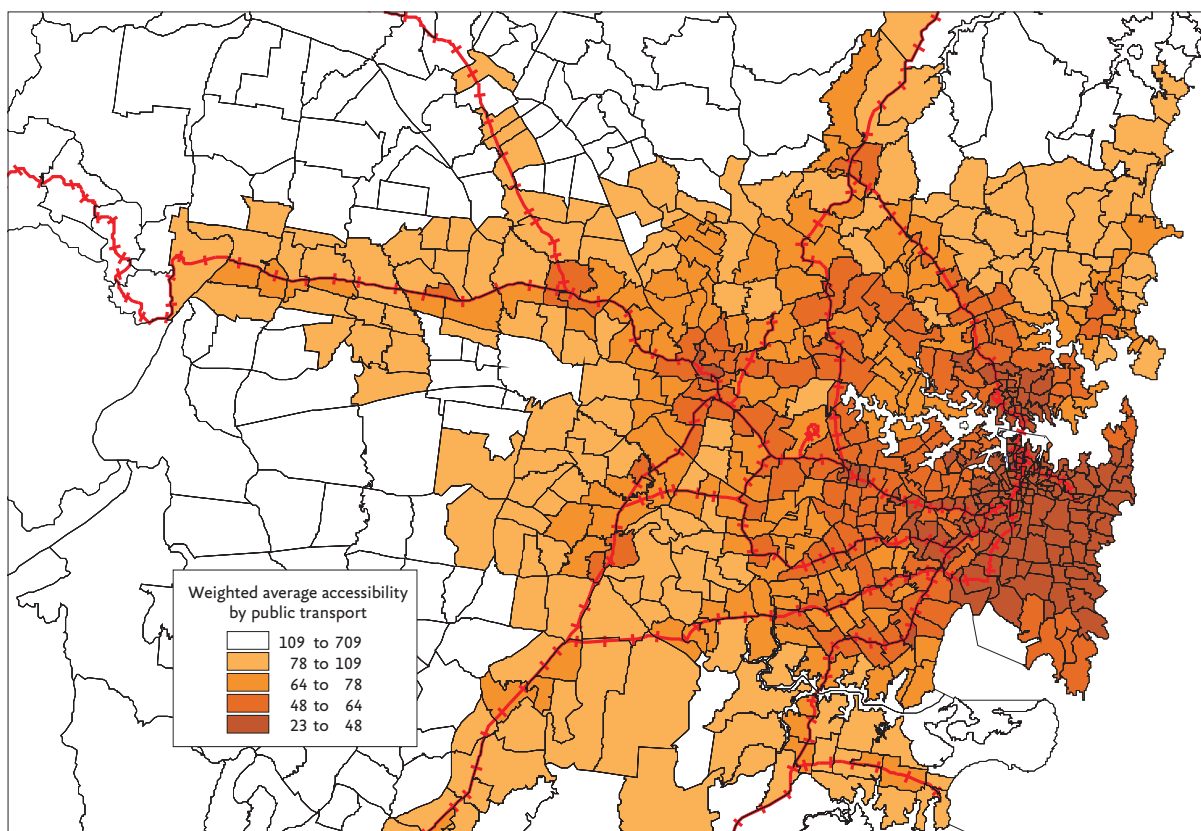 Weighted average accessibility
by public transport
109 to 709
78 to 109
64 to 78
48 to 64
23 to 48